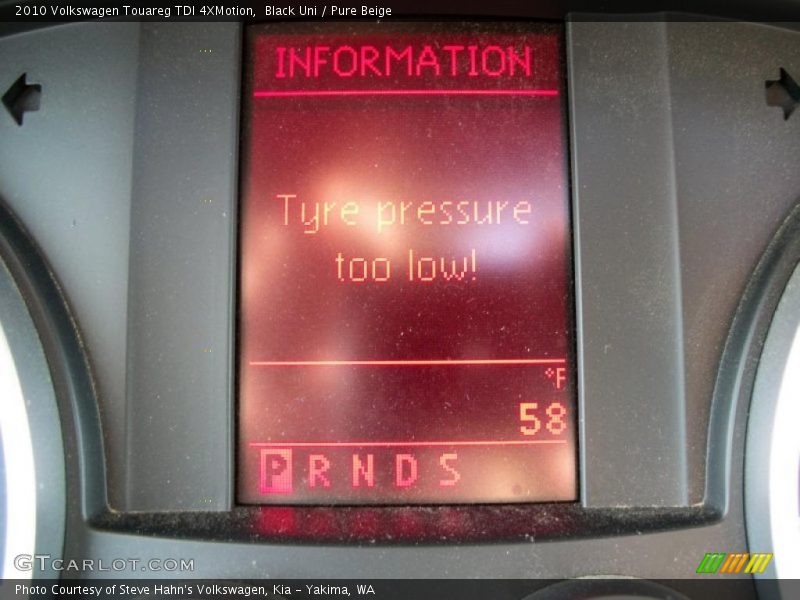 2010 Volkswagen Touareg TDI 4XMotion, Black Uni / Pure Beige
INFORMATION
Tyre pressure
too low!
°F
58
P R N D S
GTCARLOT.COM
Photo Courtesy of Steve Hahn's Volkswagen, Kia – Yakima, WA